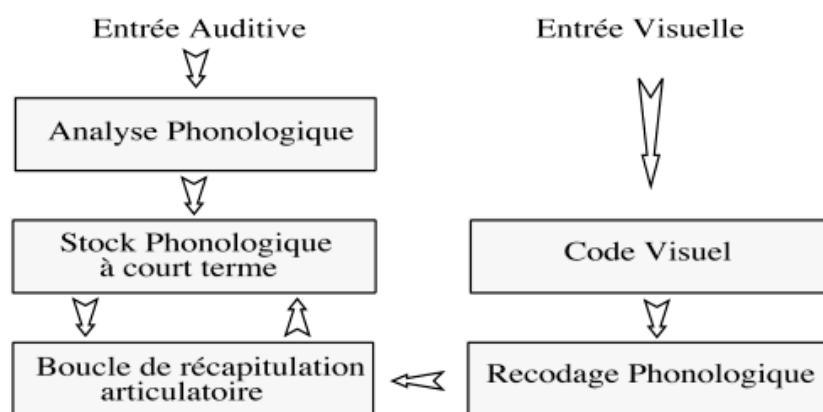 Entrée Auditive
Entrée Visuelle
Analyse Phonologique
Stock Phonologique
à court terme
Code Visuel
Boucle de récapitulation
articulatoire
Recodage Phonologique